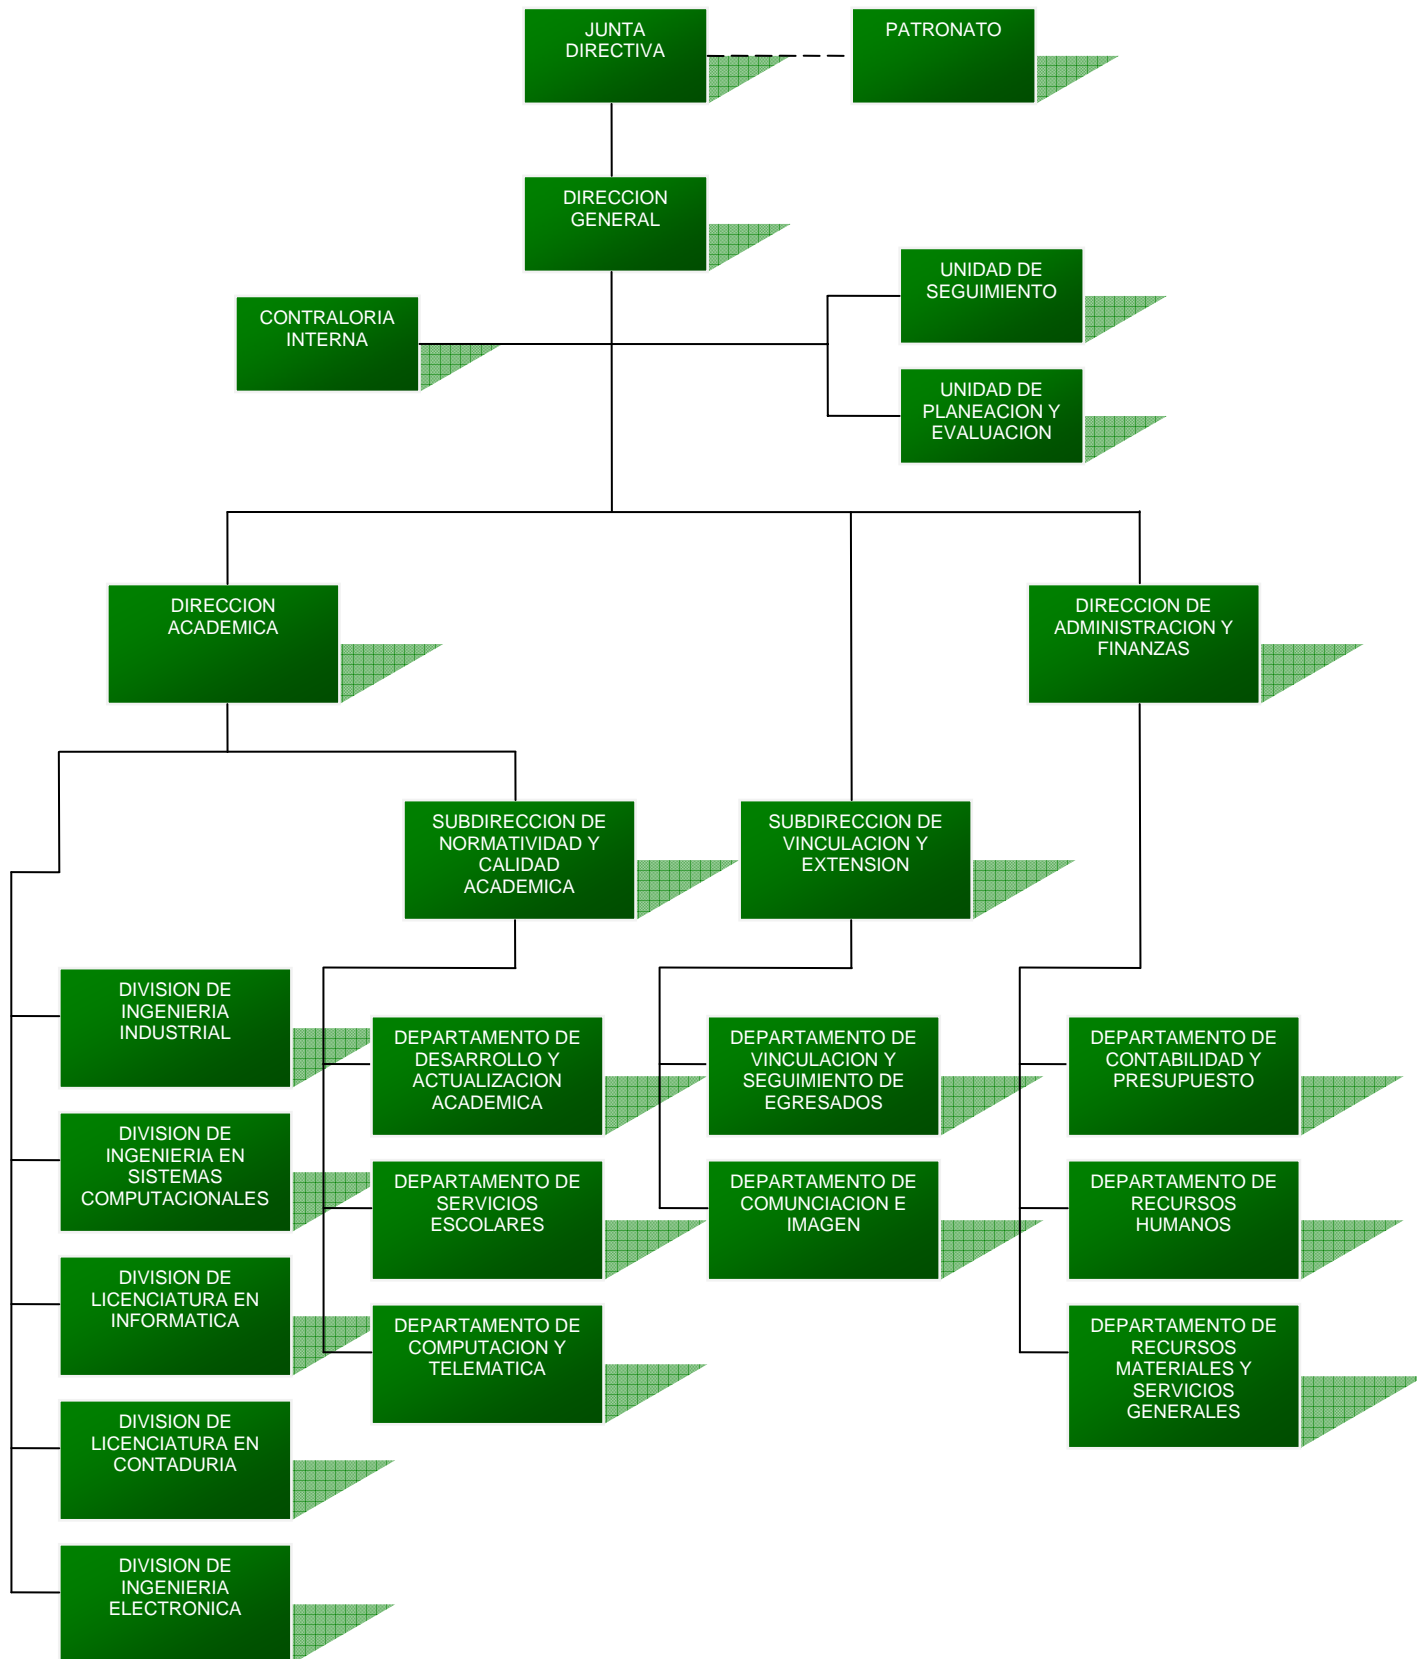 JUNTA
DIRECTIVA
PATRONATO
DIRECCION
GENERAL
UNIDAD DE
SEGUIMIENTO
CONTRALORIA
INTERNA
UNIDAD DE
PLANEACION Y
EVALUACION
DIRECCION
ACADEMICA
DIRECCION DE
ADMINISTRACION Y
FINANZAS
SUBDIRECCION DE
NORMATIVIDAD Y
CALIDAD
ACADEMICA
SUBDIRECCION DE
VINCULACION Y
EXTENSION
DIVISION DE
INGENIERIA
INDUSTRIAL
DEPARTAMENTO DE
DESARROLLO Y
ACTUALIZACION
ACADEMICA
DEPARTAMENTO DE
VINCULACION Y
SEGUIMIENTO DE
EGRESADOS
DEPARTAMENTO DE
CONTABILIDAD Y
PRESUPUESTO
DIVISION DE
INGENIERIA EN
SISTEMAS
COMPUTACIONALES
DEPARTAMENTO DE
SERVICIOS
ESCOLARES
DEPARTAMENTO DE
COMUNCIACION E
IMAGEN
DEPARTAMENTO DE
RECURSOS
HUMANOS
DIVISION DE
LICENCIATURA EN
INFORMATICA
DEPARTAMENTO DE
COMPUTACION Y
TELEMATICA
DEPARTAMENTO DE
RECURSOS
MATERIALES Y
SERVICIOS
GENERALES
DIVISION DE
LICENCIATURA EN
CONTADURIA
DIVISION DE
INGENIERIA
ELECTRONICA